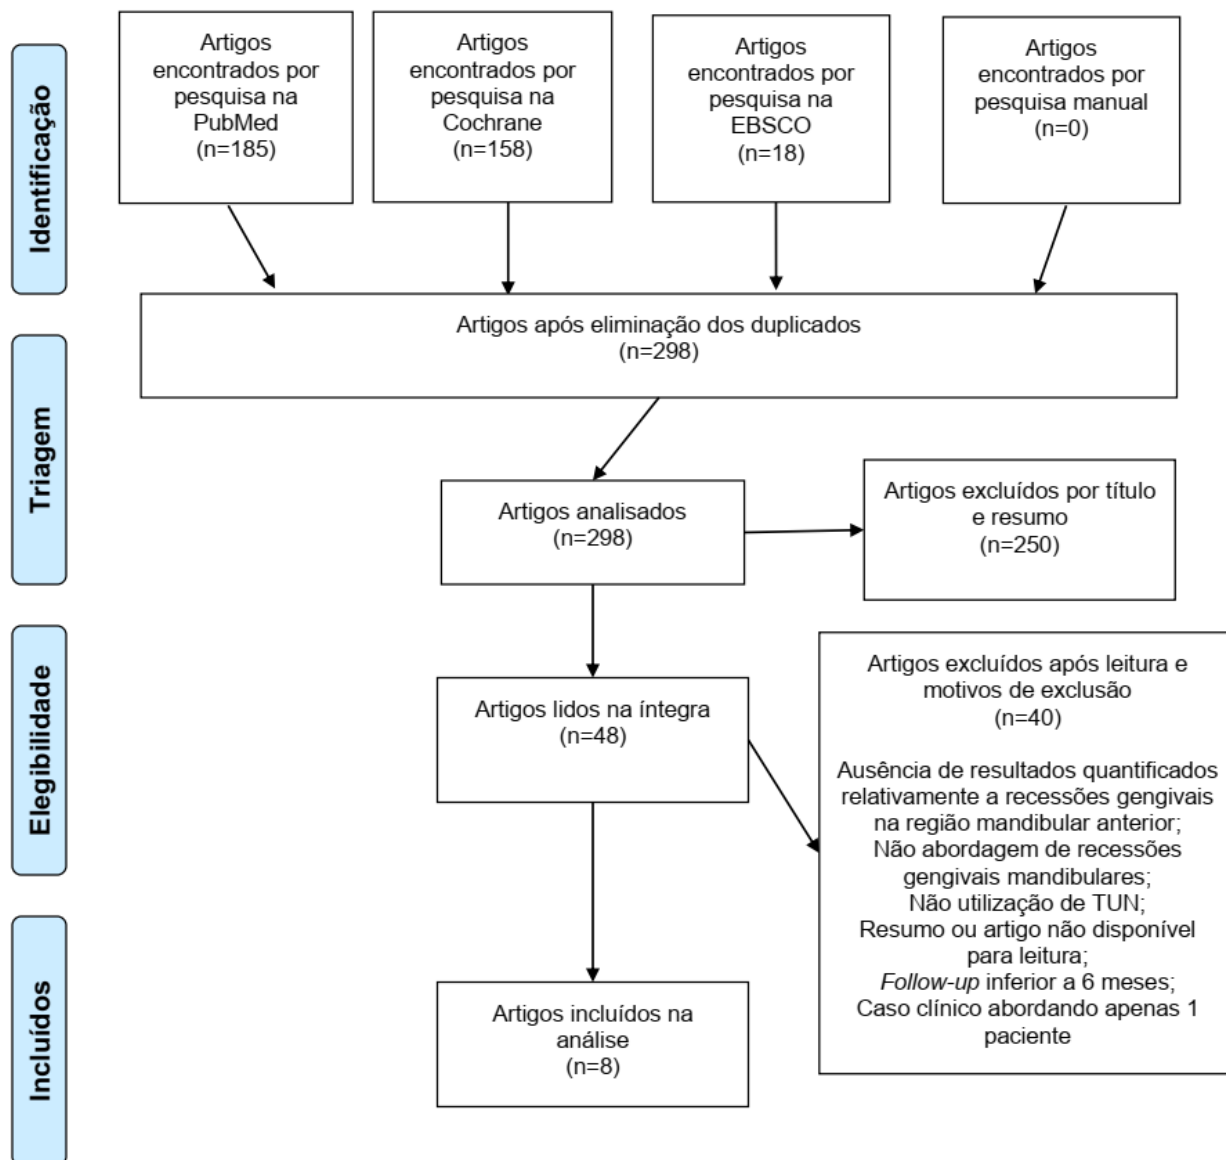 Identificação
Artigos
encontrados por
pesquisa na
PubMed
(n=185)
Artigos
encontrados por
pesquisa na
Cochrane
(n=158)
Artigos
encontrados por
pesquisa na
EBSCO
(n=18)
Artigos
encontrados por
pesquisa manual
(n=0)
Artigos após eliminação dos duplicados
(n=298)
Triagem
Artigos analisados
(n=298)
Artigos excluídos por título
e resumo
(n=250)
Elegibilidade
Artigos lidos na íntegra
(n=48)
Artigos excluídos após leitura e
motivos de exclusão
(n=40)
Ausência de resultados quantificados
relativamente a recessões gengivais
na região mandibular anterior;
Não abordagem de recessões
gengivais mandibulares;
Não utilização de TUN;
Resumo ou artigo não disponível
para leitura;
Follow-up inferior a 6 meses;
Caso clínico abordando apenas 1
paciente
Incluídos
Artigos incluídos na
análise
(n=8)